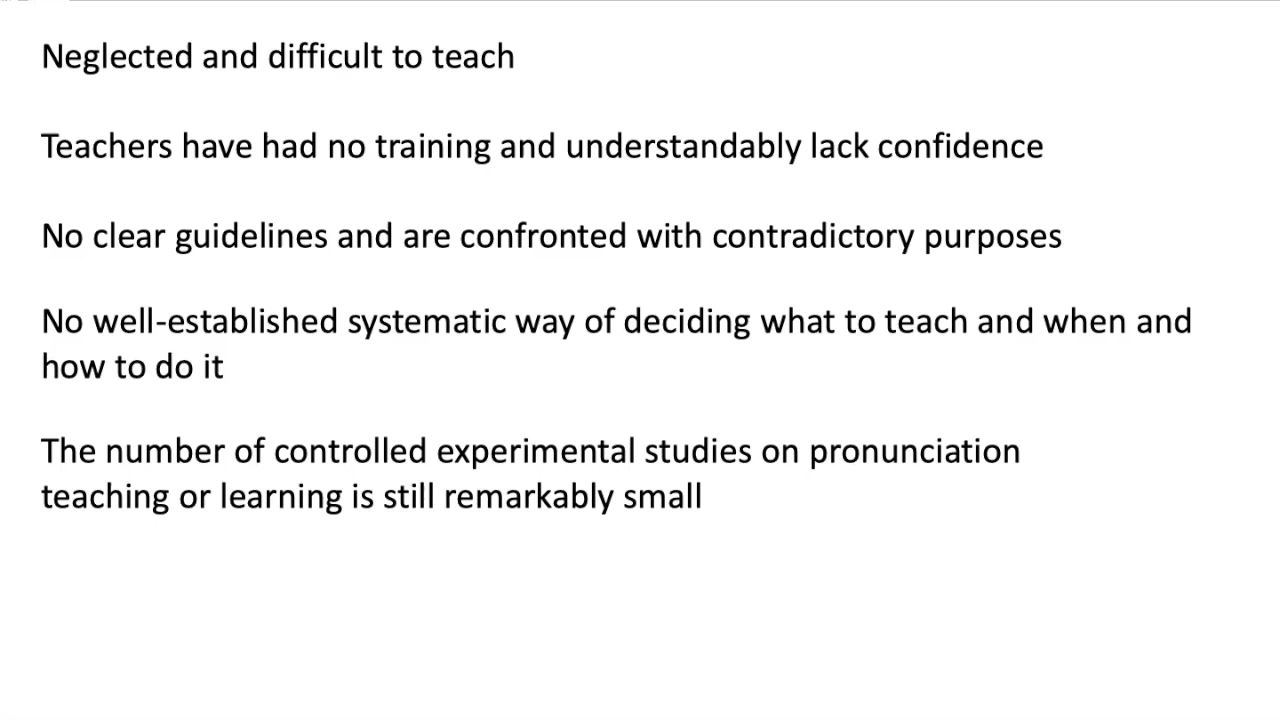 Neglected and difficult to teach
Teachers have had no training and understandably lack confidence
No clear guidelines and are confronted with contradictory purposes
No well-established systematic way of deciding what to teach and when and
how to do it
The number of controlled experimental studies on pronunciation
teaching or learning is still remarkably small